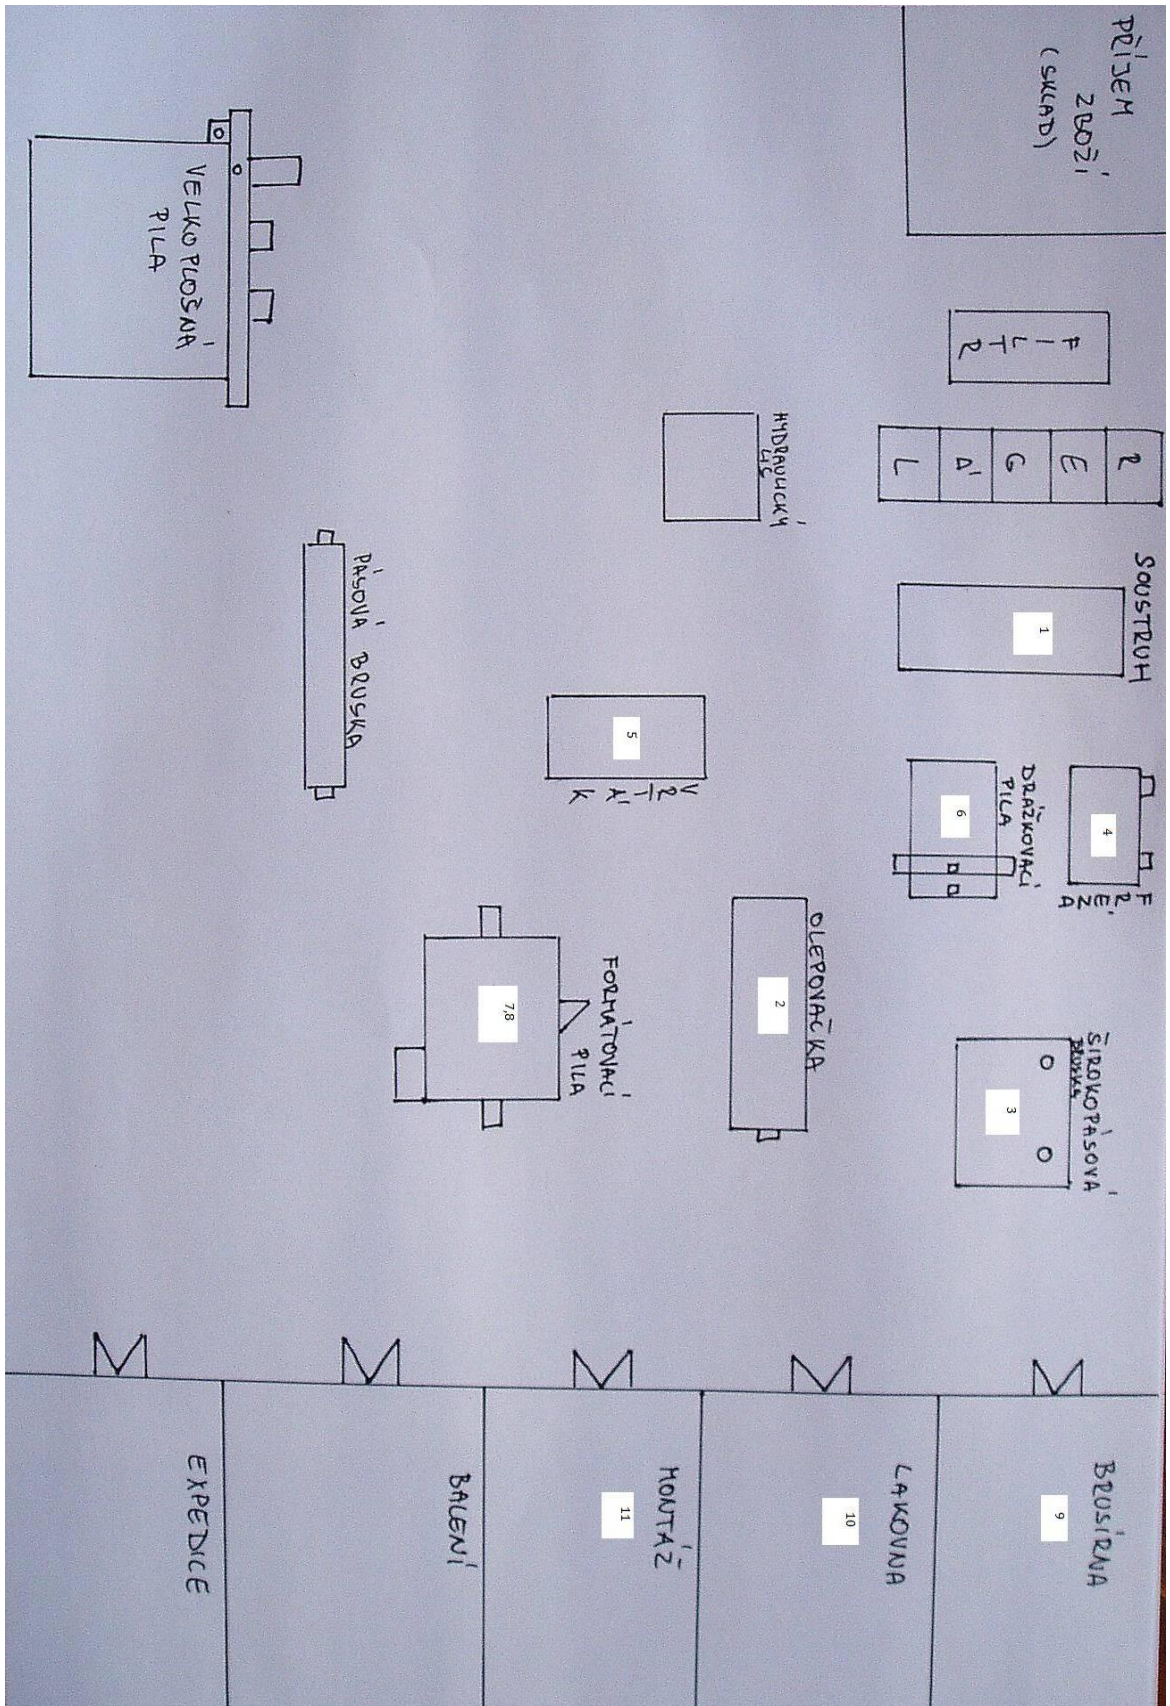 PŘÍJEM
ZBOŽÍ
(SKLAD)
FILTR
REGÁL
SOUSTRUH
1
4
FRÉZA
DRÁŽKOVACÍ
PILA
6
ŠIROKOPÁSOVÁ
BRUSKA
3
BRUSÍRNA
9
HYDRAULICKÝ
LIS
5
VRTÁK
OLEPOVAČKA
2
LAKOVNA
10
FORMÁTOVACÍ
PILA
7,8
MONTÁŽ
11
VELKOPLOŠNÁ
PILA
PÁSOVÁ BRUSKA
BALENÍ
EXPEDICE